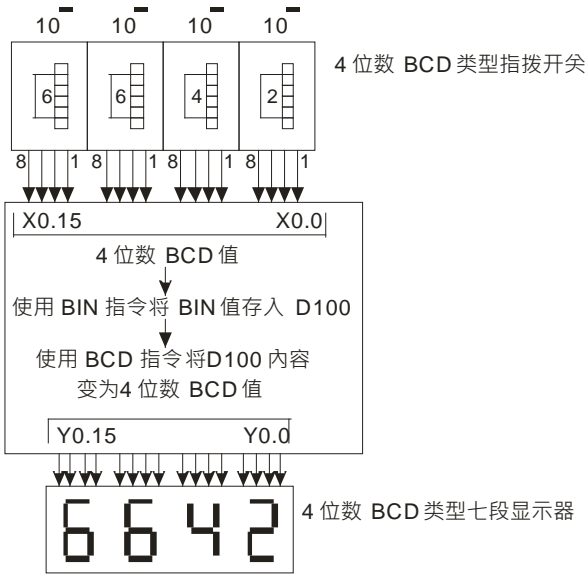 10 10 10 10
4 位数 BCD 类型指拨开关
6 6 4 2
8 1 8 1 8 1 8 1
X0.15 X0.0
4 位数 BCD 值
使用 BIN 指令将 BIN 值存入 D100
使用 BCD 指令将D100 内容
变为4 位数 BCD 值
Y0.15 Y0.0
6642
4 位数 BCD 类型七段显示器